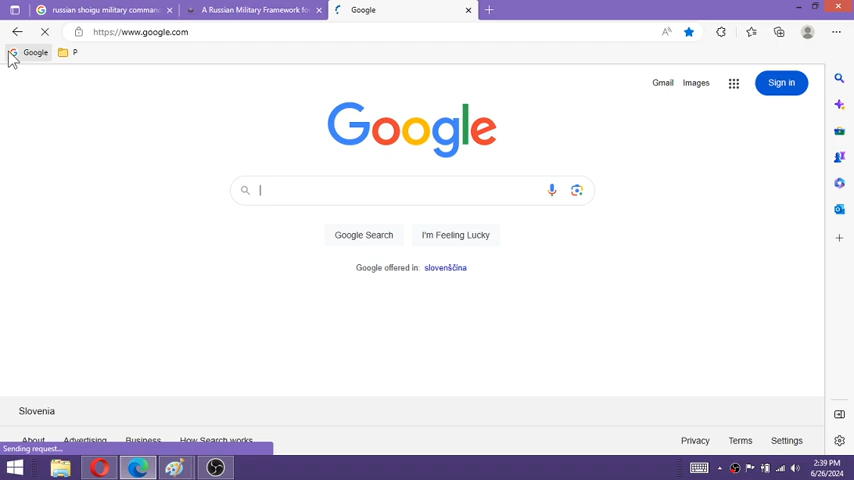 russian shoigu military comman
A Russian Military Framework fo
Google
https://www.google.com
Google
P
Gmail
Images
Sign in
Google
Google Search
I'm Feeling Lucky
Google offered in: slovenščina
Slovenia
About
Advertising
Business
How Search works
Privacy
Terms
Settings
Sending request...
2:39 PM
6/26/2024